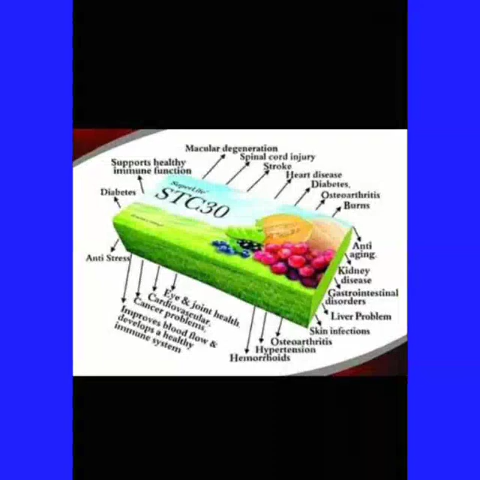 Macular degeneration
Spinal cord injury
Stroke
Heart disease
Diabetes,
Osteoarthritis
Burns
Supports healthy
immune function
Diabetes
SuperLife
STC30
Anti
aging.
Kidney
disease
Gastrointestinal
disorders
Liver Problem
Skin infections
Osteoarthritis
Hypertension
Hemorrhoids
Anti Stress
Eye & joint health,
Cardiovascular,
Cancer problems,
Improves blood flow &
develops a healthy
immune system